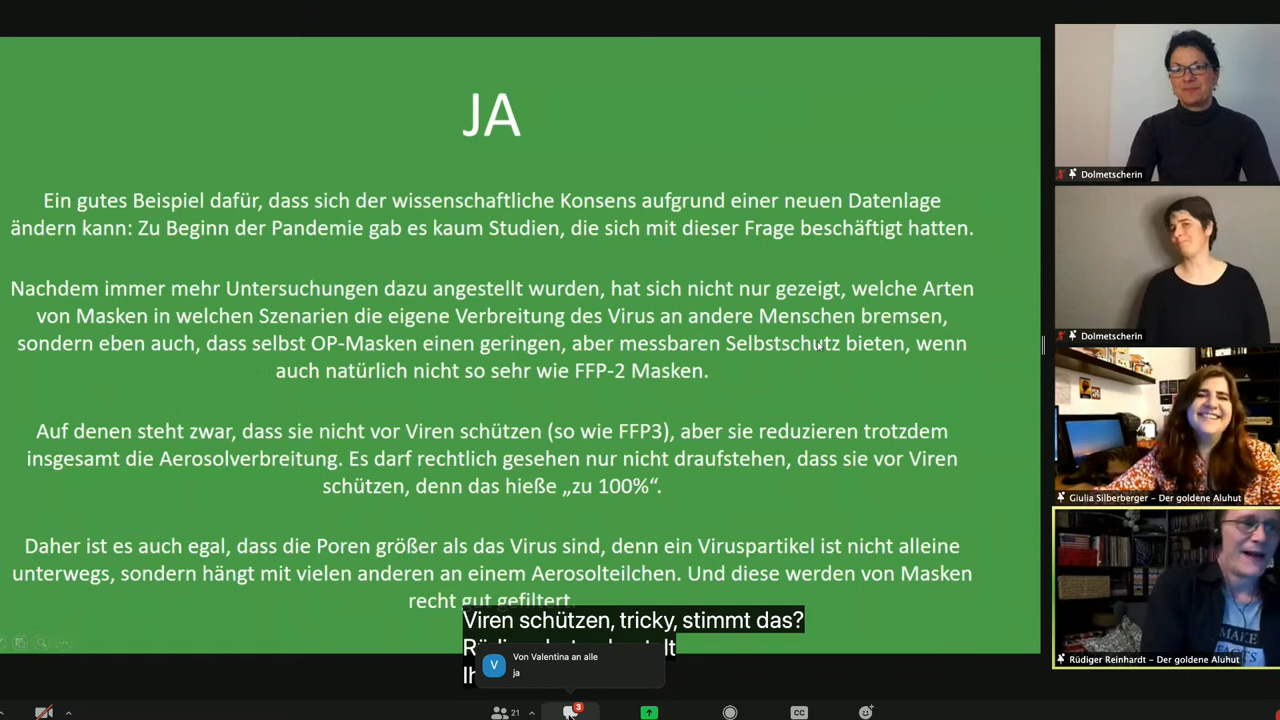 JA
Ein gutes Beispiel dafür, dass sich der wissenschaftliche Konsens aufgrund einer neuen Datenlage
ändern kann: Zu Beginn der Pandemie gab es kaum Studien, die sich mit dieser Frage beschäftigt hatten.
Nachdem immer mehr Untersuchungen dazu angestellt wurden, hat sich nicht nur gezeigt, welche Arten
von Masken in welchen Szenarien die eigene Verbreitung des Virus an andere Menschen bremsen,
sondern eben auch, dass selbst OP-Masken einen geringen, aber messbaren Selbstschutz bieten, wenn
auch natürlich nicht so sehr wie FFP-2 Masken.
Auf denen steht zwar, dass sie nicht vor Viren schützen (so wie FFP3), aber sie reduzieren trotzdem
insgesamt die Aerosolverbreitung. Es darf rechtlich gesehen nur nicht draufstehen, dass sie vor Viren
schützen, denn das hieße „zu 100%“.
Daher ist es auch egal, dass die Poren größer als das Virus sind, denn ein Viruspartikel ist nicht alleine
unterwegs, sondern hängt mit vielen anderen an einem Aerosolteilchen. Und diese werden von Masken
recht gut gefiltert.
Viren schützen, tricky, stimmt das?
V
Von Valentina an alle
ja
21
3
CC
Dolmetscherin
Dolmetscherin
Giulia Silberberger – Der goldene Aluhut
MAKE
FACTS
Rüdiger Reinhardt – Der goldene Aluhut